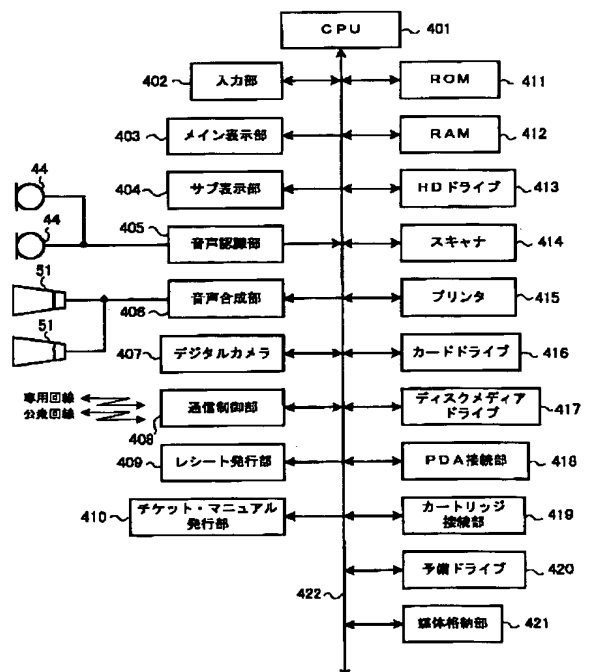 CPU 401
402 入力部
ROM 411
403 メイン表示部
RAM 412
44
404 サブ表示部
HDドライブ 413
44
405
音声認識部
スキャナ 414
51
音声合成部
406
プリンタ 415
51
407 デジタルカメラ
カードドライブ 416
専用回線
公衆回線
通信制御部
408
ディスクメディア
ドライブ 417
409 レシート発行部
PDA接続部 418
410 チケット・マニュアル
発行部
カートリッジ
接続部 419
予備ドライブ 420
422
媒体格納部 421